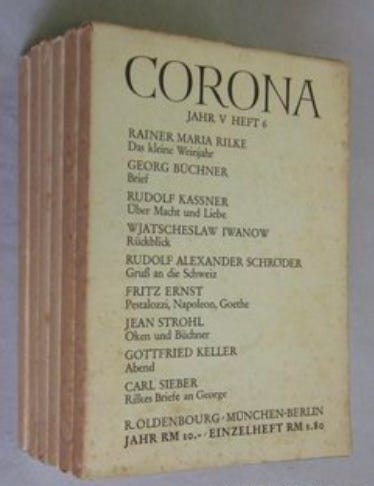 CORONA
JAHR V HEFT 6
RAINER MARIA RILKE
Das kleine Weinjahr
GEORG BÜCHNER
Brief
RUDOLF KASSNER
Über Macht und Liebe
WJATSCHESLAW IWANOW
Rückblick
RUDOLF ALEXANDER SCHRÖDER
Gruß an die Schweiz
FRITZ ERNST
Pestalozzi, Napoleon, Goethe
JEAN STROHL
Oken und Büchner
GOTTFRIED KELLER
Abend
CARL SIEBER
Rilkes Briefe an George
R. OLDENBOURG · MÜNCHEN-BERLIN
JAHR RM 10.- · EINZELHEFT RM 1.80